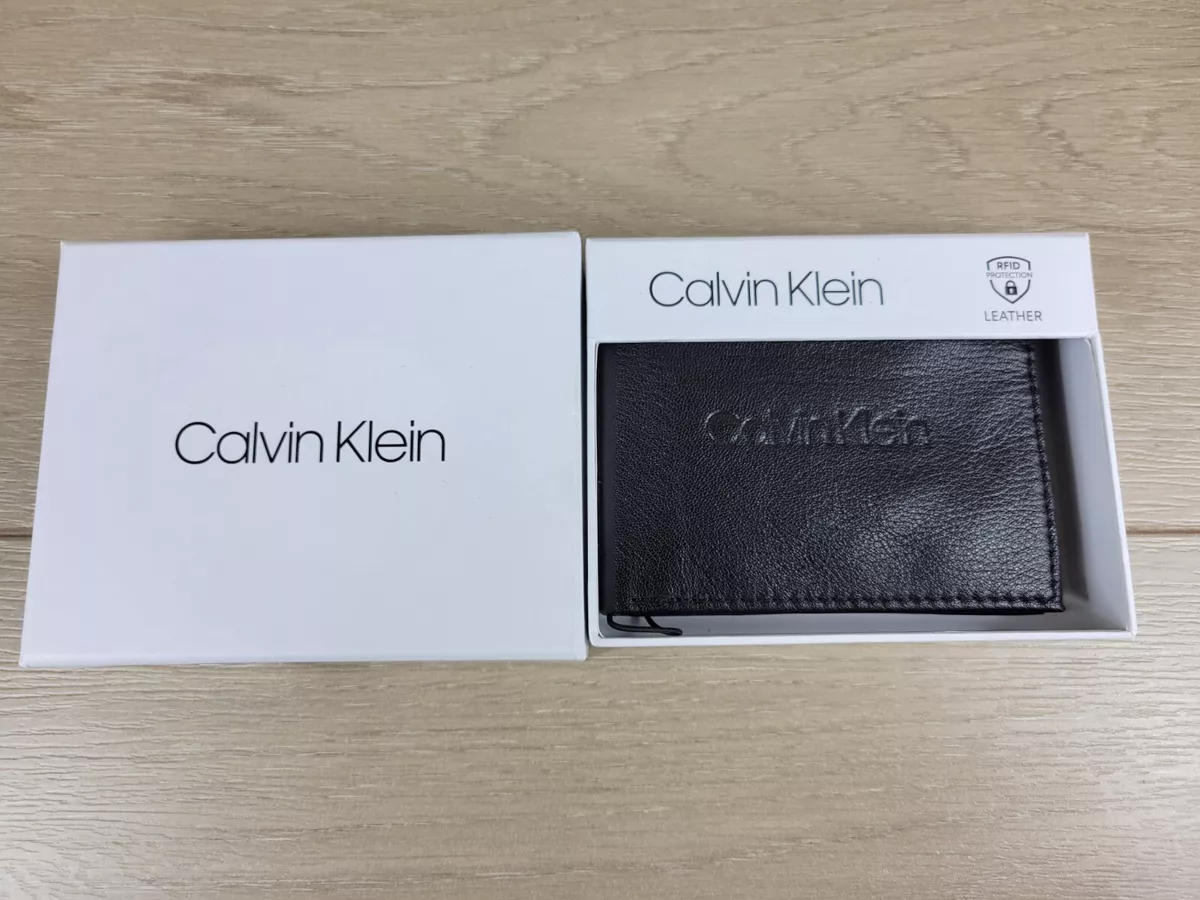 Calvin Klein
Calvin Klein
RFID
PROTECTION
LEATHER
Calvin Klein